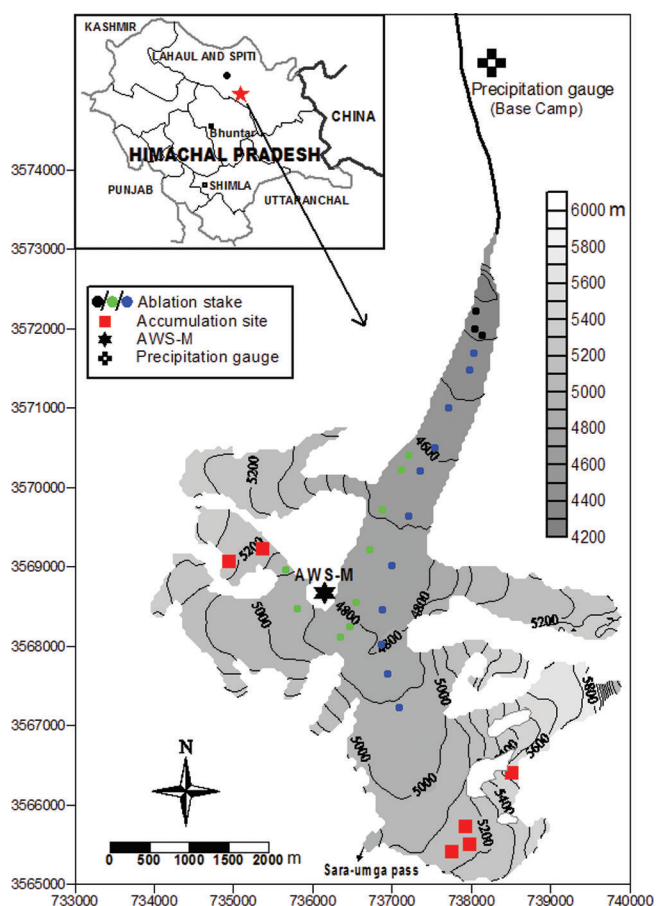 KASHMIR
LAHAUL AND SPITI
CHINA
Bhuntar
HIMACHAL PRADESH
PUNJAB
SHIMLA
UTTARANCHAL
Precipitation gauge
(Base Camp)
Ablation stake
Accumulation site
AWS-M
Precipitation gauge
3574000
3573000
3572000
3571000
3570000
3569000
3568000
3567000
3566000
3565000
6000 m
5800
5600
5400
5200
5000
4800
4600
4400
4200
4600
5200
5200
AWS-M
4800
4800
5000
4800
5200
5000
5800
5600
5000
5000
5400
5200
N
0 500 1000 1500 2000 m
Sara-umga pass
733000 734000 735000 736000 737000 738000 739000 740000